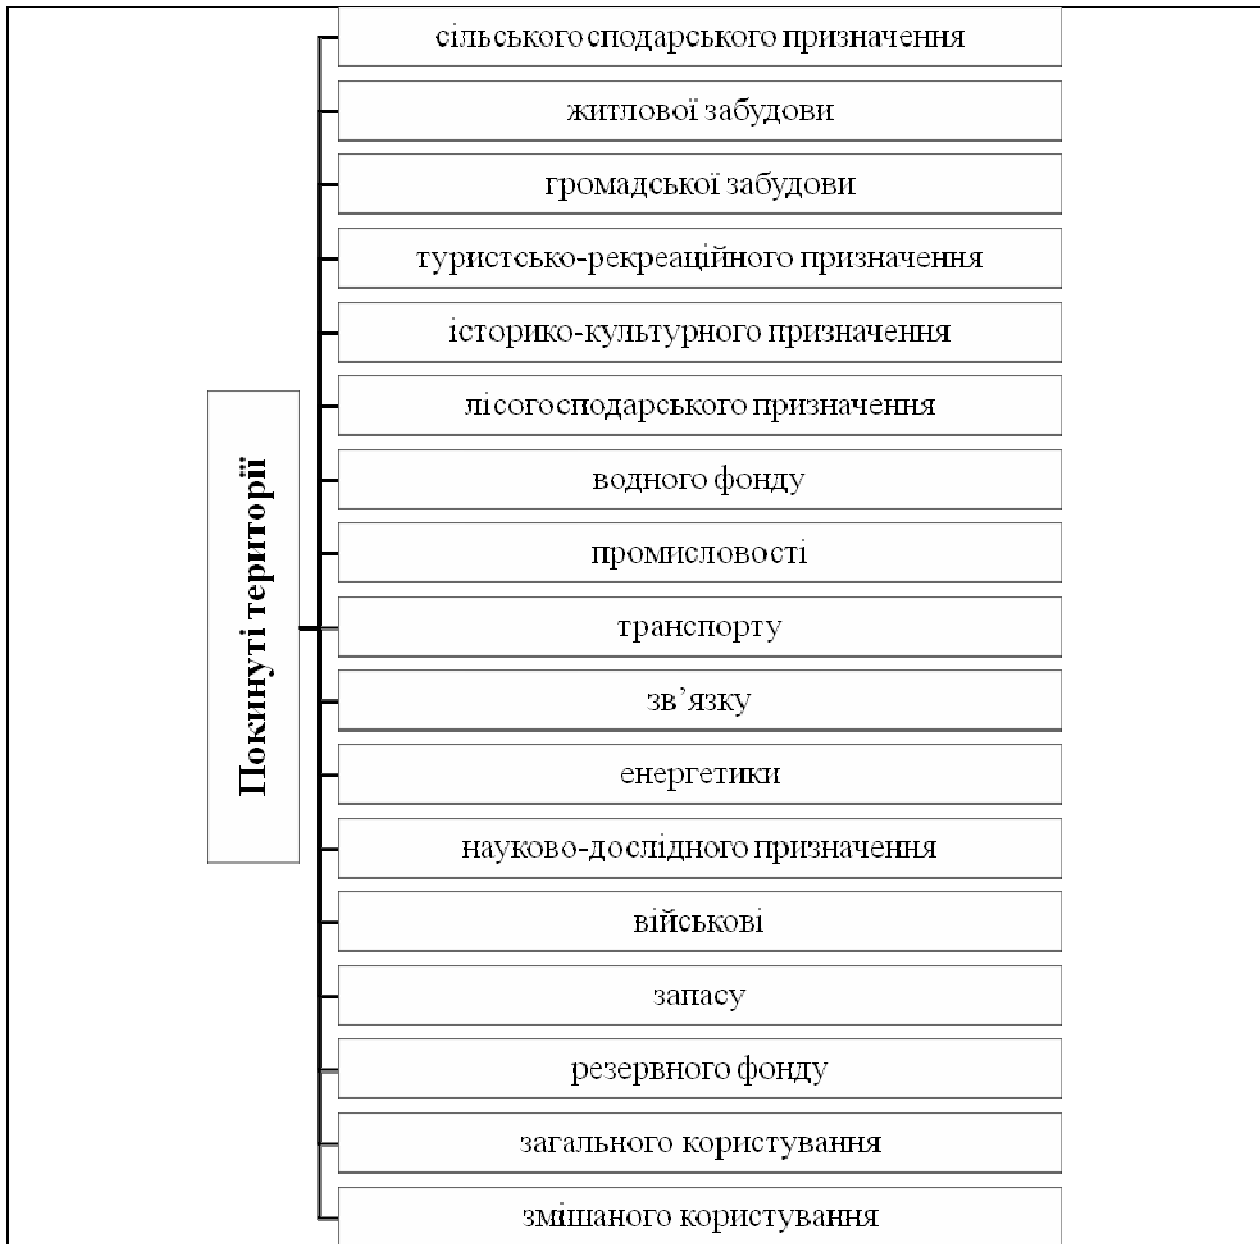 сільськогосподарського призначення
житлової забудови
громадської забудови
туристсько-рекреаційного призначення
історико-культурного призначення
лісогосподарського призначення
водного фонду
промисловості
Покинуті території
транспорту
зв’язку
енергетики
науково-дослідного призначення
військові
запасу
резервного фонду
загального користування
змішаного користування